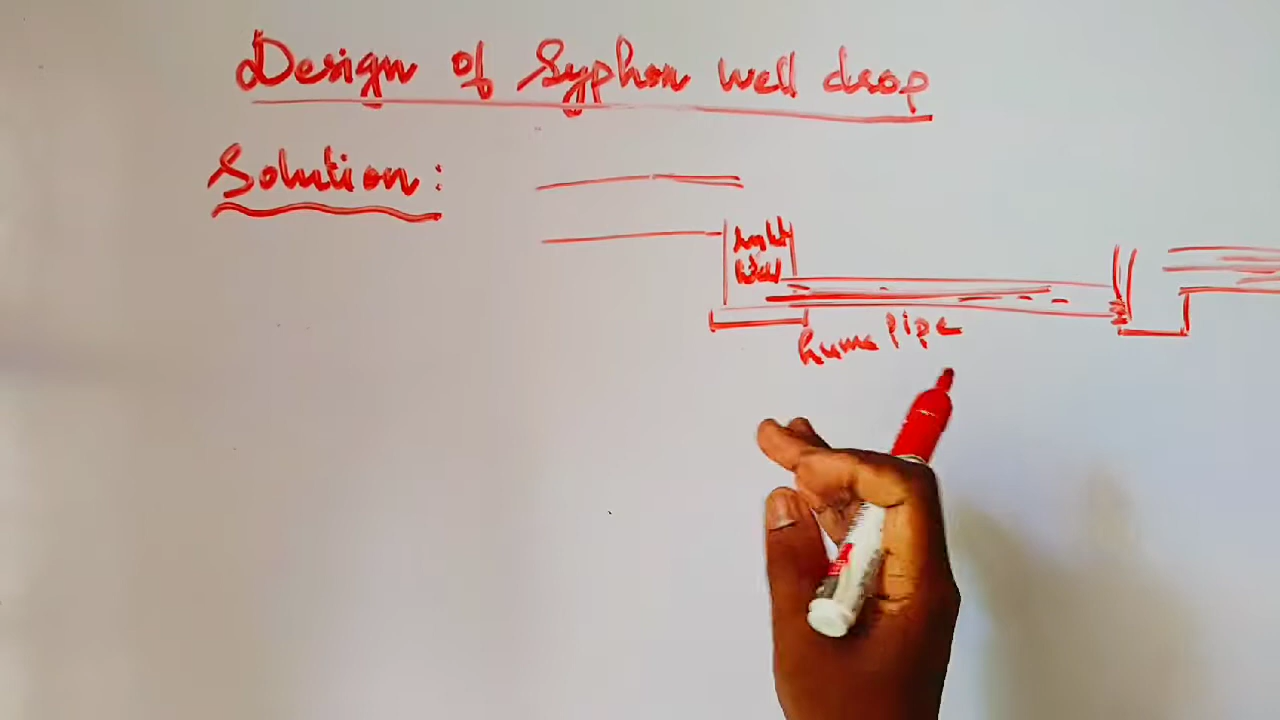 Design of Syphon well drop
Solution:
Inlet
Well
hume pipe